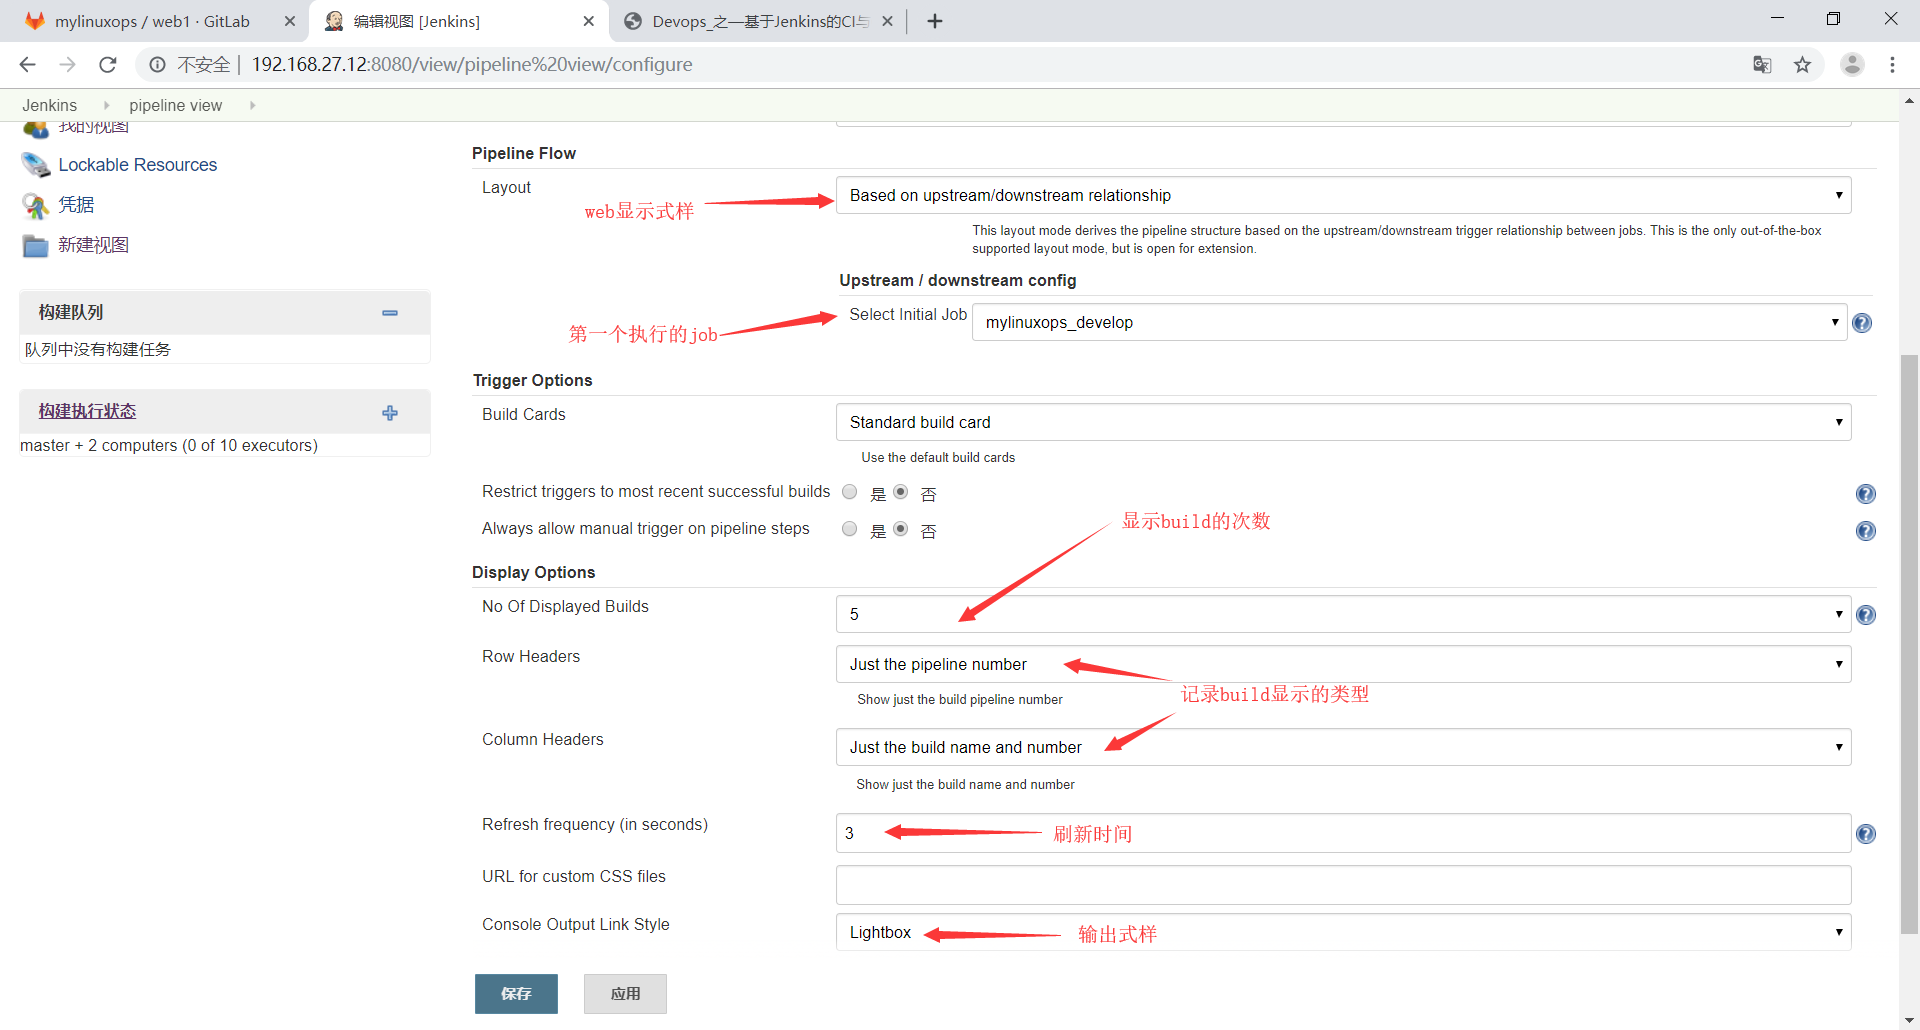 mylinuxops / web1 · GitLab
编辑视图 [Jenkins]
Devops_之—基于Jenkins的CI与
不安全 | 192.168.27.12:8080/view/pipeline%20view/configure
Jenkins
pipeline view
我的视图
Lockable Resources
凭据
新建视图
构建队列
队列中没有构建任务
构建执行状态
master + 2 computers (0 of 10 executors)
Pipeline Flow
Layout
web显示式样
Based on upstream/downstream relationship
This layout mode derives the pipeline structure based on the upstream/downstream trigger relationship between jobs. This is the only out-of-the-box
supported layout mode, but is open for extension.
Upstream / downstream config
Select Initial Job
第一个执行的job
mylinuxops_develop
Trigger Options
Build Cards
Standard build card
Use the default build cards
Restrict triggers to most recent successful builds
是 否
Always allow manual trigger on pipeline steps
是 否
显示build的次数
Display Options
No Of Displayed Builds
5
Row Headers
Just the pipeline number
Show just the build pipeline number
记录build显示的类型
Column Headers
Just the build name and number
Show just the build name and number
Refresh frequency (in seconds)
3
刷新时间
URL for custom CSS files
Console Output Link Style
Lightbox
输出式样
保存
应用